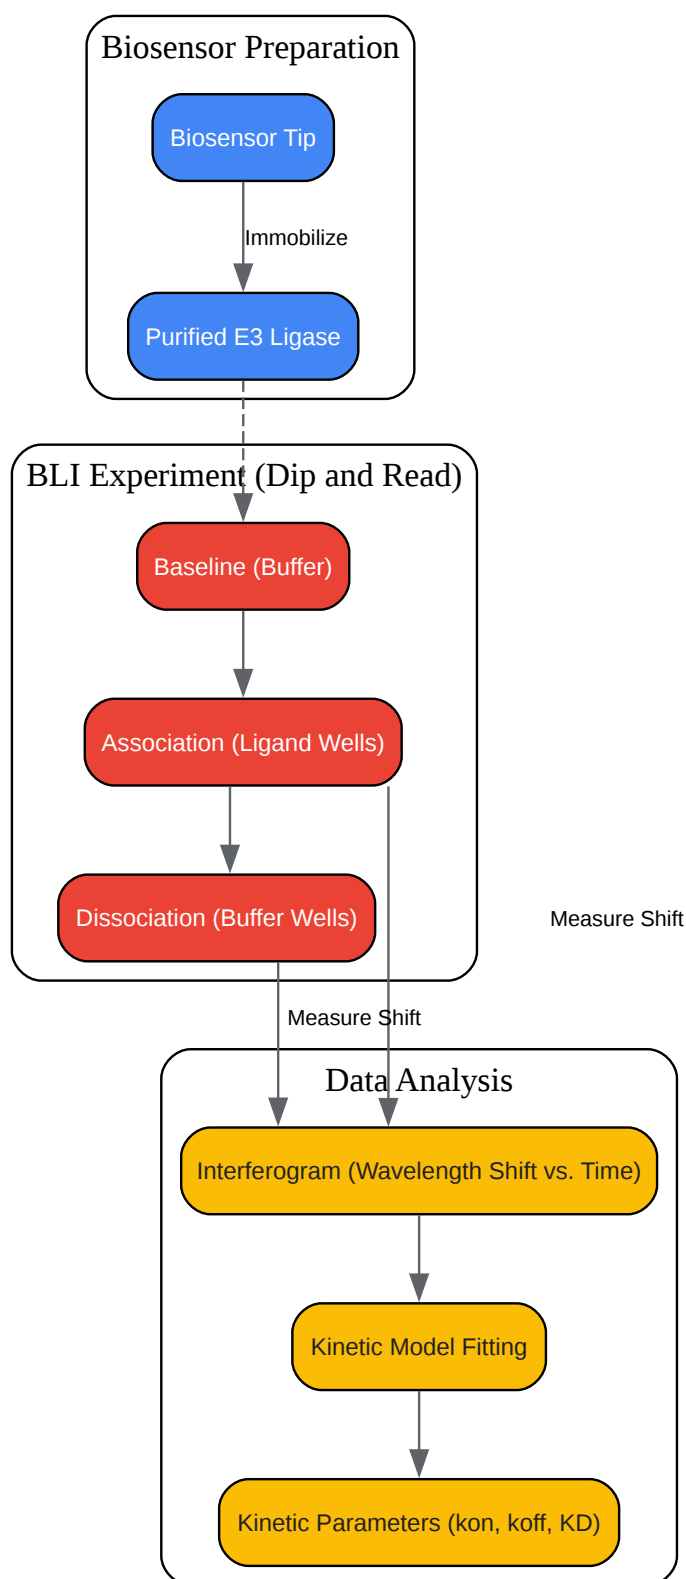 Biosensor Preparation
Biosensor Tip
Immobilize
Purified E3 Ligase
BLI Experiment (Dip and Read)
Baseline (Buffer)
Association (Ligand Wells)
Dissociation (Buffer Wells)
Measure Shift
Measure Shift
Data Analysis
Interferogram (Wavelength Shift vs. Time)
Kinetic Model Fitting
Kinetic Parameters (kon, koff, KD)